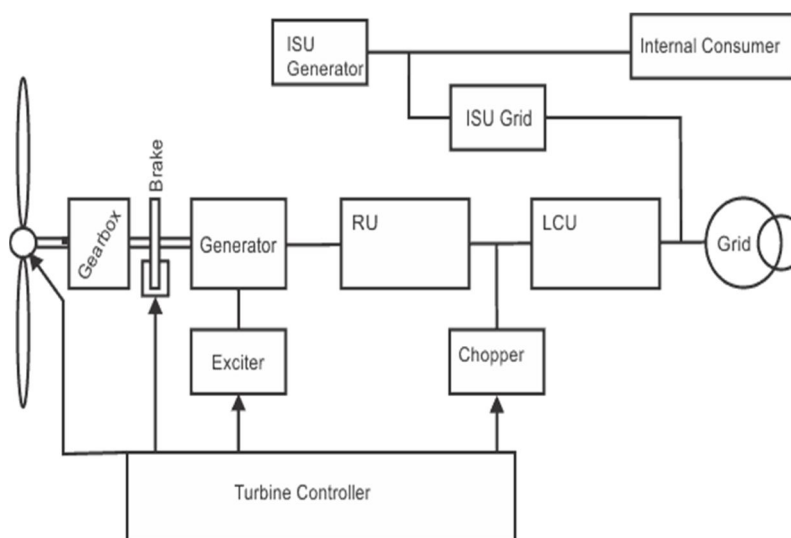 ISU
Generator
Internal Consumer
ISU Grid
Brake
Gearbox
Generator
RU
LCU
Grid
Exciter
Chopper
Turbine Controller